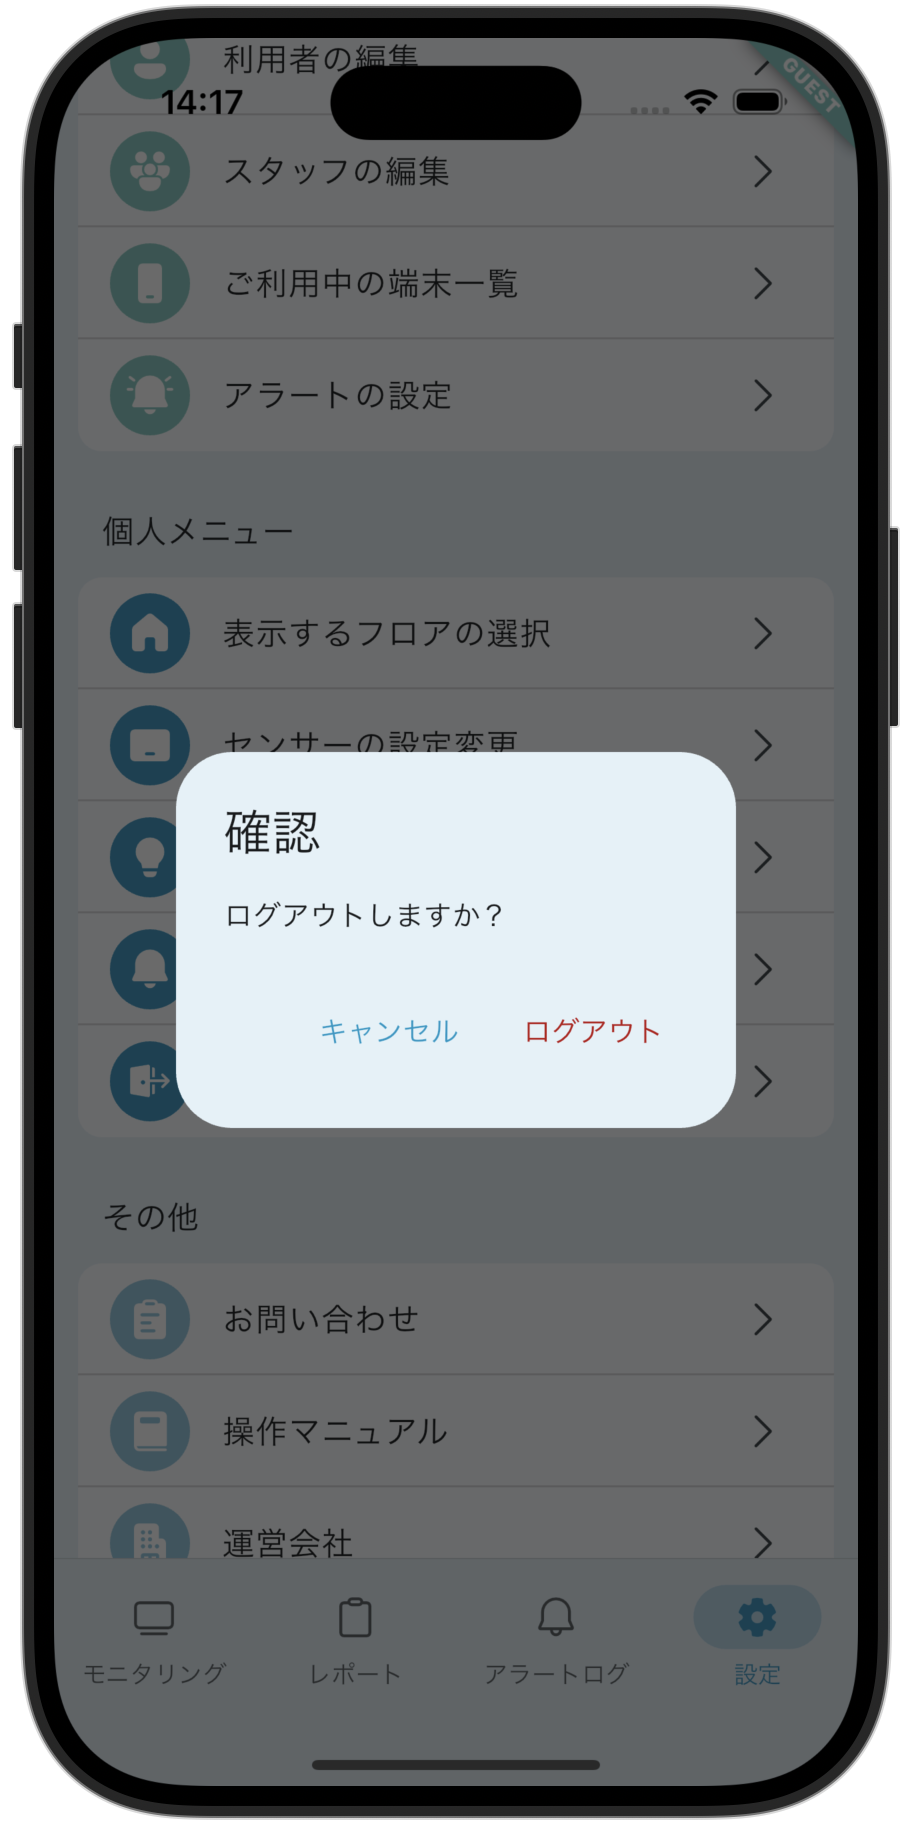 利用者の編集
GUEST
14:17
スタッフの編集
ご利用中の端末一覧
アラートの設定
個人メニュー
表示するフロアの選択
センサーの設定変更
確認
ログアウトしますか？
キャンセル
ログアウト
その他
お問い合わせ
操作マニュアル
運営会社
モニタリング
レポート
アラートログ
設定